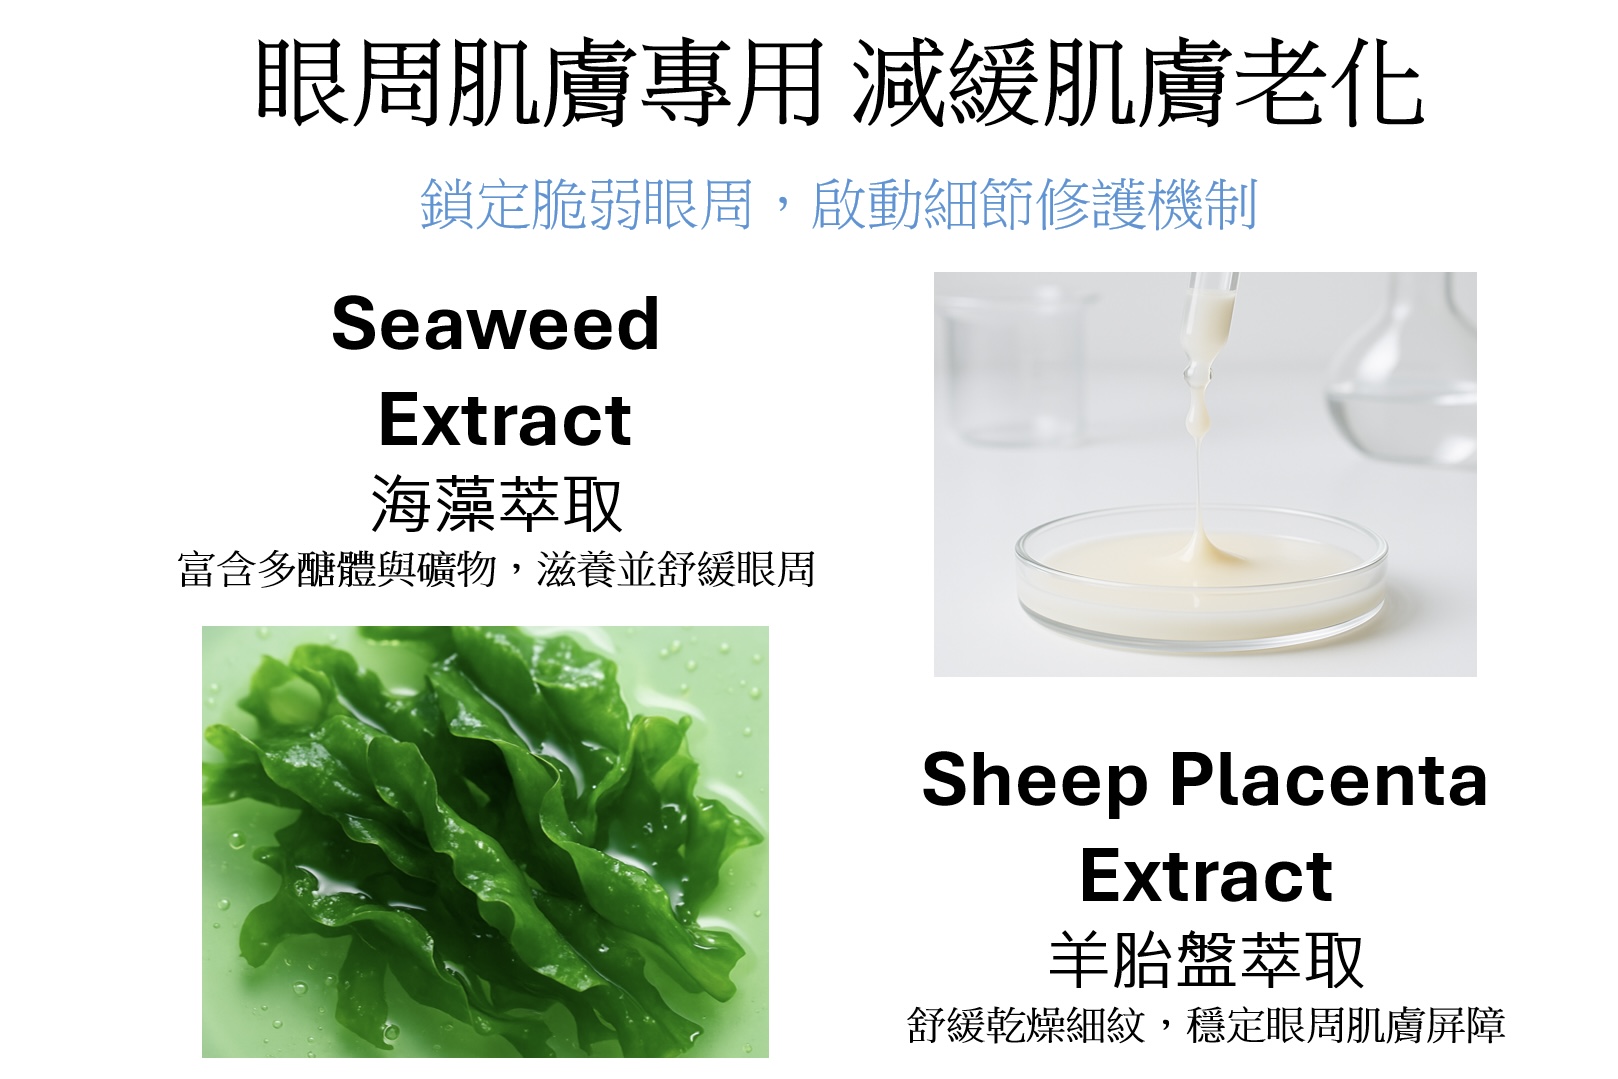 眼周肌膚專用 減緩肌膚老化
鎖定脆弱眼周，啟動細節修護機制
Seaweed
Extract
海藻萃取
富含多醣體與礦物，滋養並舒緩眼周
Sheep Placenta
Extract
羊胎盤萃取
舒緩乾燥細紋，穩定眼周肌膚屏障